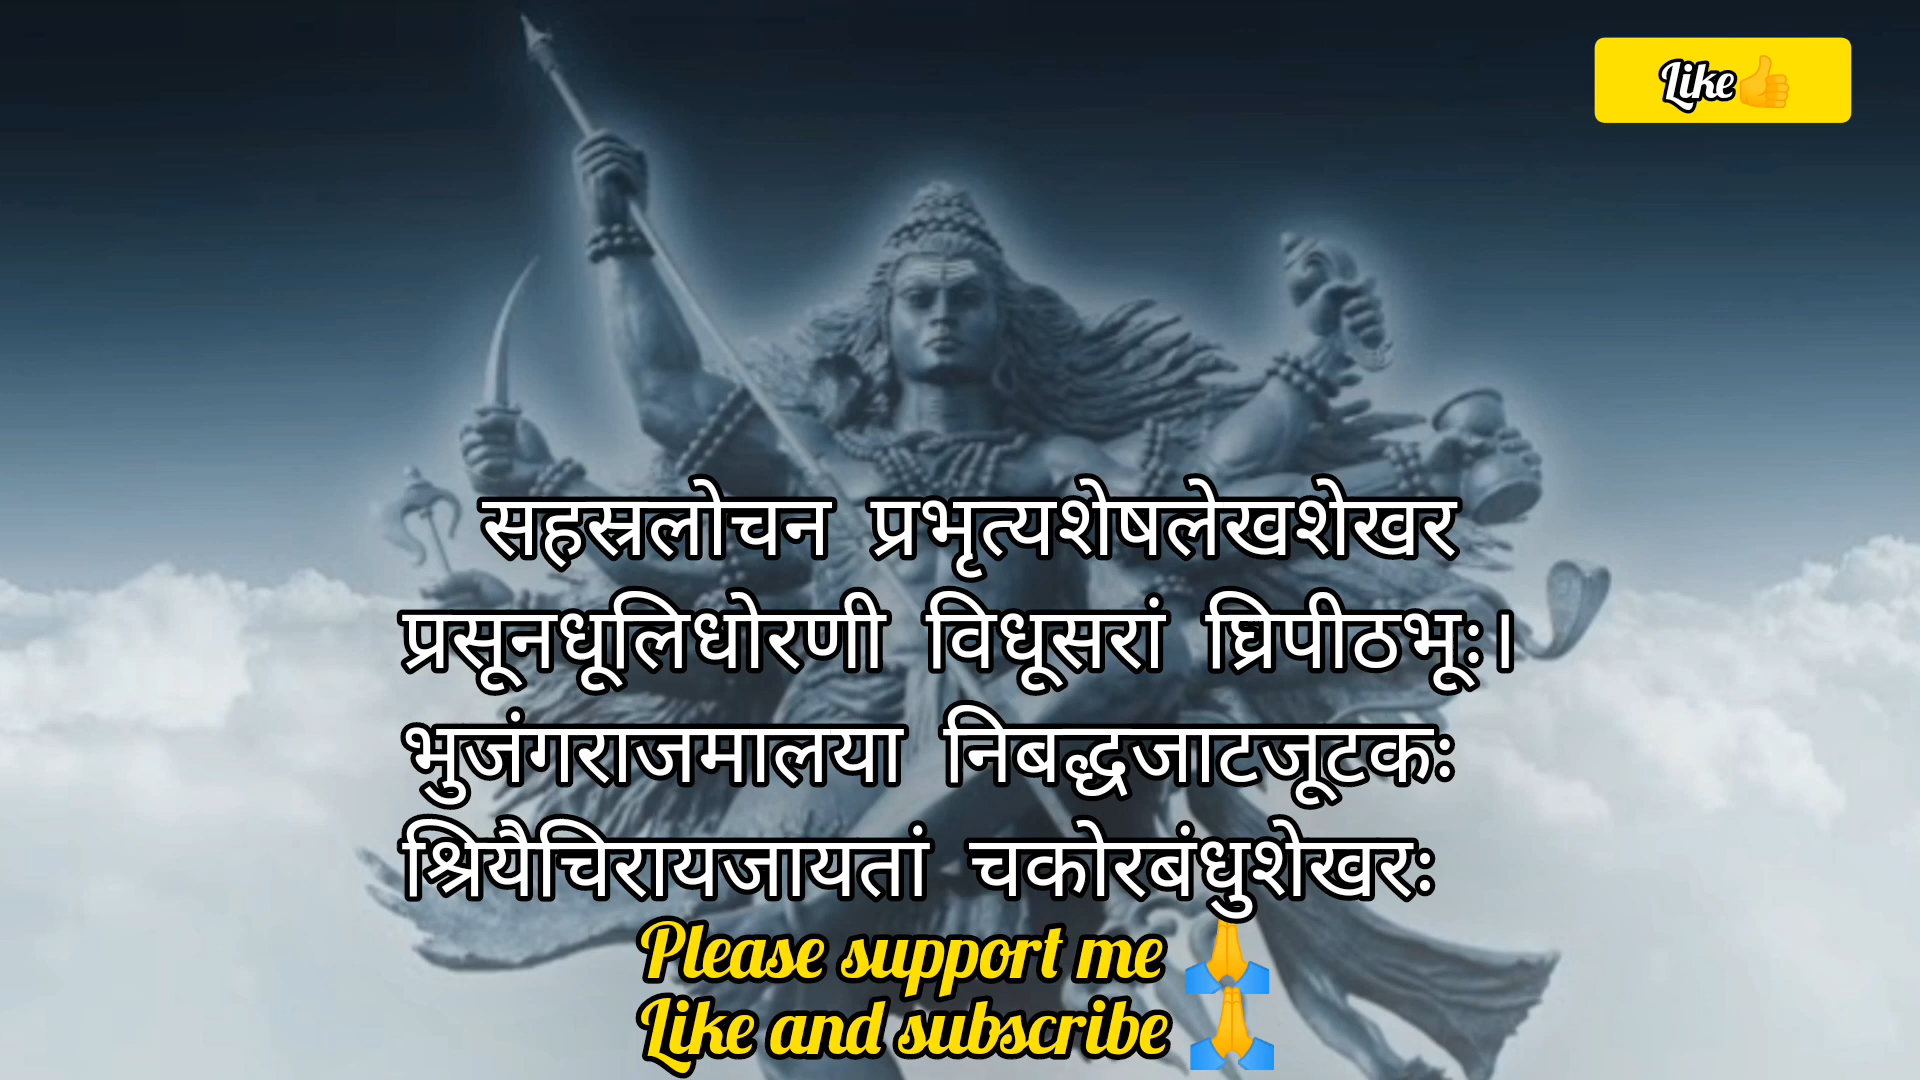 Like👍
सहस्रलोचन प्रभृत्यशेषलेखशेखर
प्रसूनधूलिधोरणी विधूसरां घ्रिपीठभूः।
भुजंगराजमालया निबद्धजाटजूटकः
श्रियैचिरायजायतां चकोरबंधुशेखरः
Please support me 🙏
Like and subscribe 🙏